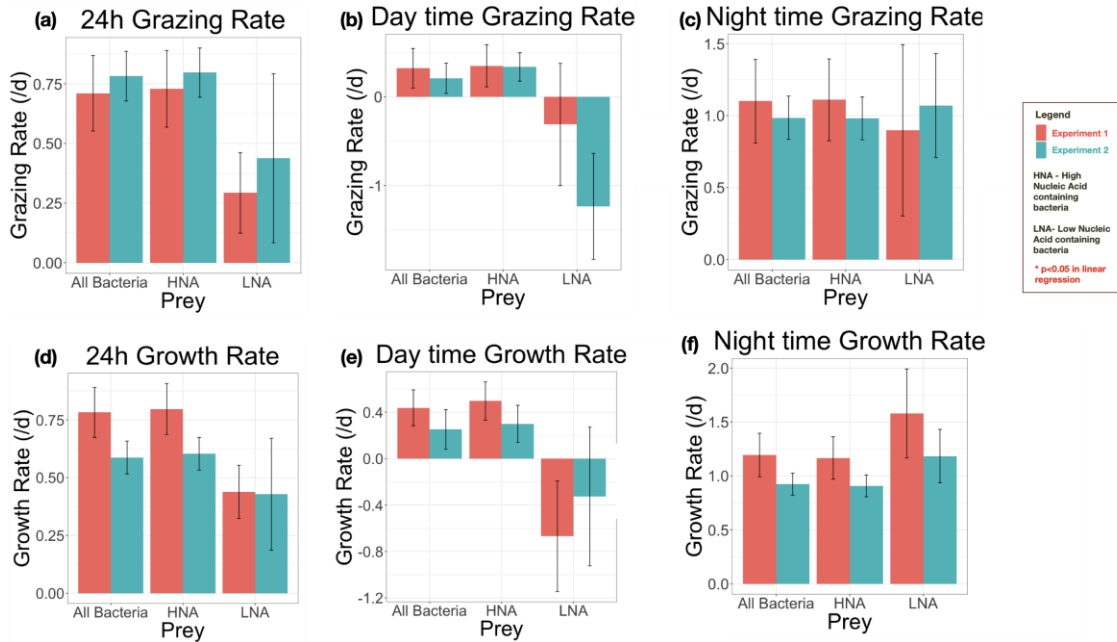 (a) 24h Grazing Rate
Grazing Rate (/d)
0.75
0.50
0.25
0.00
All Bacteria HNA LNA
Prey
(b) Day time Grazing Rate
Grazing Rate (/d)
0
-1
All Bacteria HNA LNA
Prey
(c) Night time Grazing Rate
Grazing Rate (/d)
1.5
1.0
0.5
0.0
All Bacteria HNA LNA
Prey
Legend
Experiment 1
Experiment 2
HNA - High
Nucleic Acid
containing
bacteria
LNA- Low Nucleic
Acid containing
bacteria
* p<0.05 in linear
regression
(d) 24h Growth Rate
Growth Rate (/d)
0.75
0.50
0.25
0.00
All Bacteria HNA LNA
Prey
(e) Day time Growth Rate
Growth Rate (/d)
0.4
0.0
-0.4
-0.8
-1.2
All Bacteria HNA LNA
Prey
(f) Night time Growth Rate
Growth Rate (/d)
2.0
1.5
1.0
0.5
0.0
All Bacteria HNA LNA
Prey